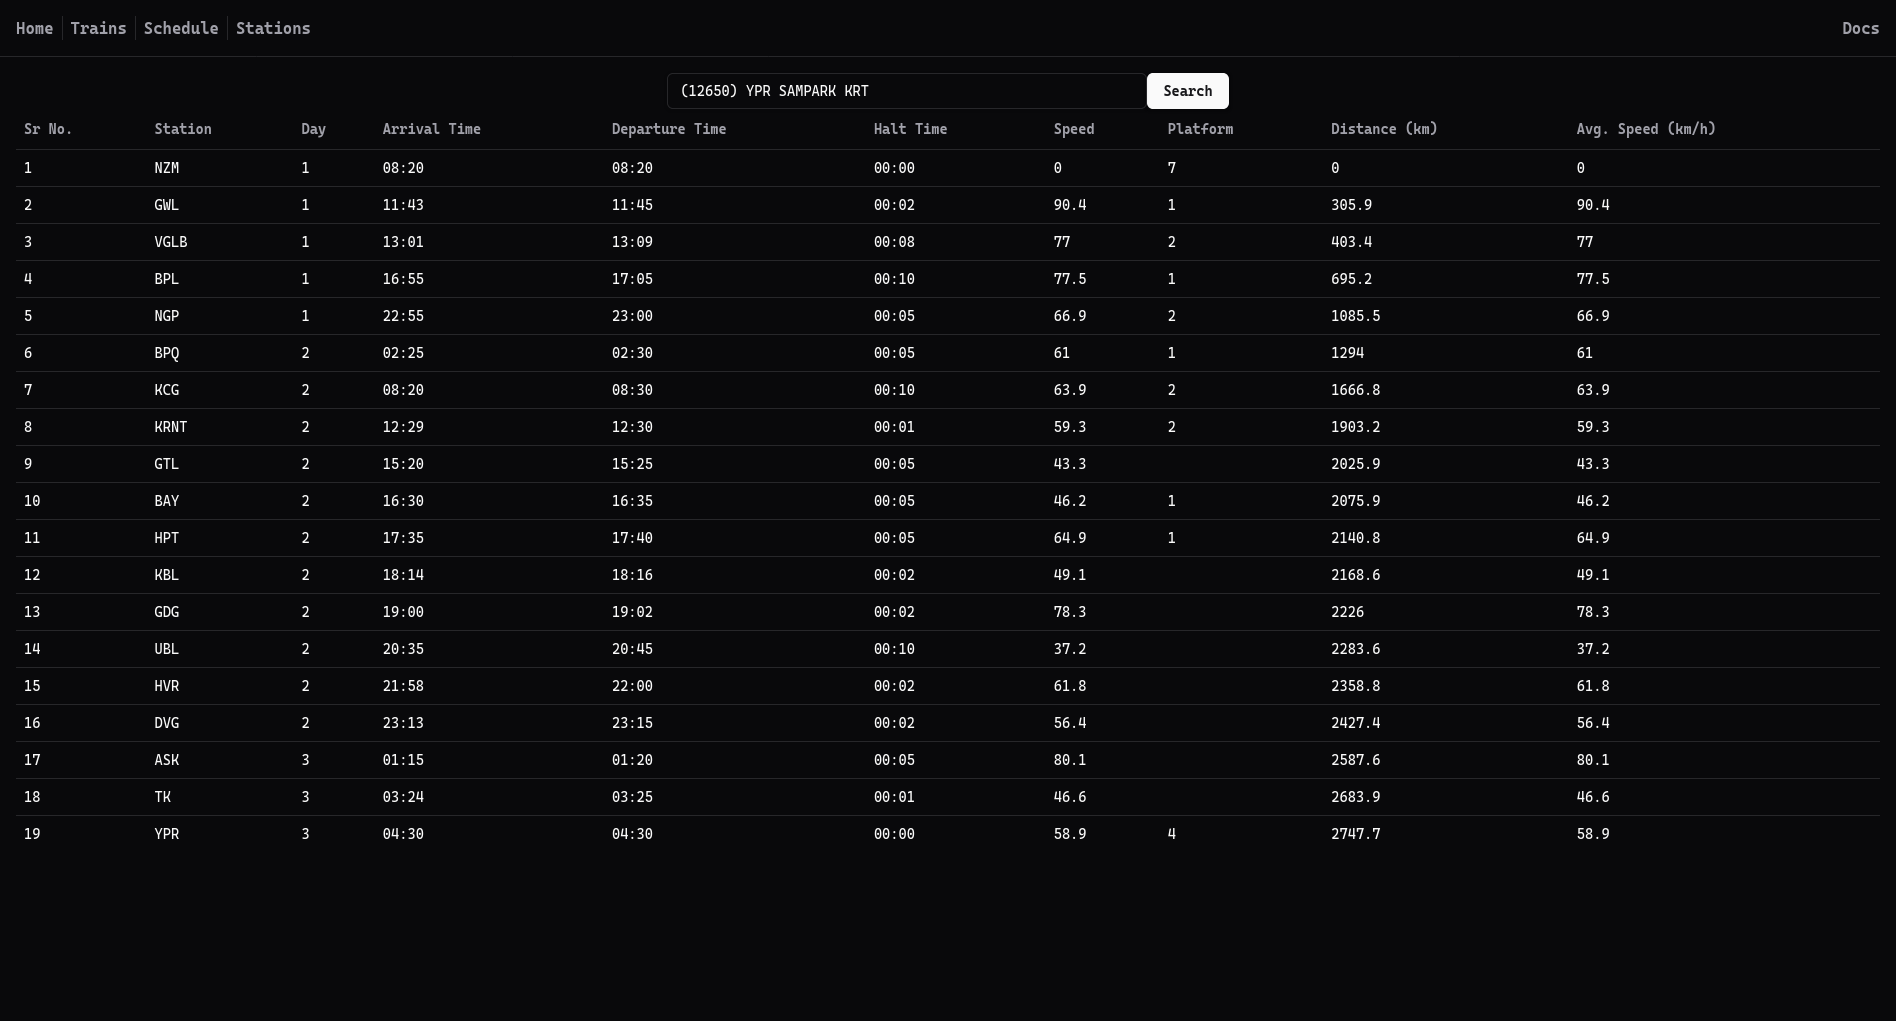 Home Trains Schedule Stations Docs
(12650) YPR SAMPARK KRT Search
Sr No. Station Day Arrival Time Departure Time Halt Time Speed Platform Distance (km) Avg. Speed (km/h)
1 NZM 1 08:20 08:20 00:00 0 7 0 0
2 GWL 1 11:43 11:45 00:02 90.4 1 305.9 90.4
3 VGLB 1 13:01 13:09 00:08 77 2 403.4 77
4 BPL 1 16:55 17:05 00:10 77.5 1 695.2 77.5
5 NGP 1 22:55 23:00 00:05 66.9 2 1085.5 66.9
6 BPQ 2 02:25 02:30 00:05 61 1 1294 61
7 KCG 2 08:20 08:30 00:10 63.9 2 1666.8 63.9
8 KRNT 2 12:29 12:30 00:01 59.3 2 1903.2 59.3
9 GTL 2 15:20 15:25 00:05 43.3 2025.9 43.3
10 BAY 2 16:30 16:35 00:05 46.2 1 2075.9 46.2
11 HPT 2 17:35 17:40 00:05 64.9 1 2140.8 64.9
12 KBL 2 18:14 18:16 00:02 49.1 2168.6 49.1
13 GDG 2 19:00 19:02 00:02 78.3 2226 78.3
14 UBL 2 20:35 20:45 00:10 37.2 2283.6 37.2
15 HVR 2 21:58 22:00 00:02 61.8 2358.8 61.8
16 DVG 2 23:13 23:15 00:02 56.4 2427.4 56.4
17 ASK 3 01:15 01:20 00:05 80.1 2587.6 80.1
18 TK 3 03:24 03:25 00:01 46.6 2683.9 46.6
19 YPR 3 04:30 04:30 00:00 58.9 4 2747.7 58.9